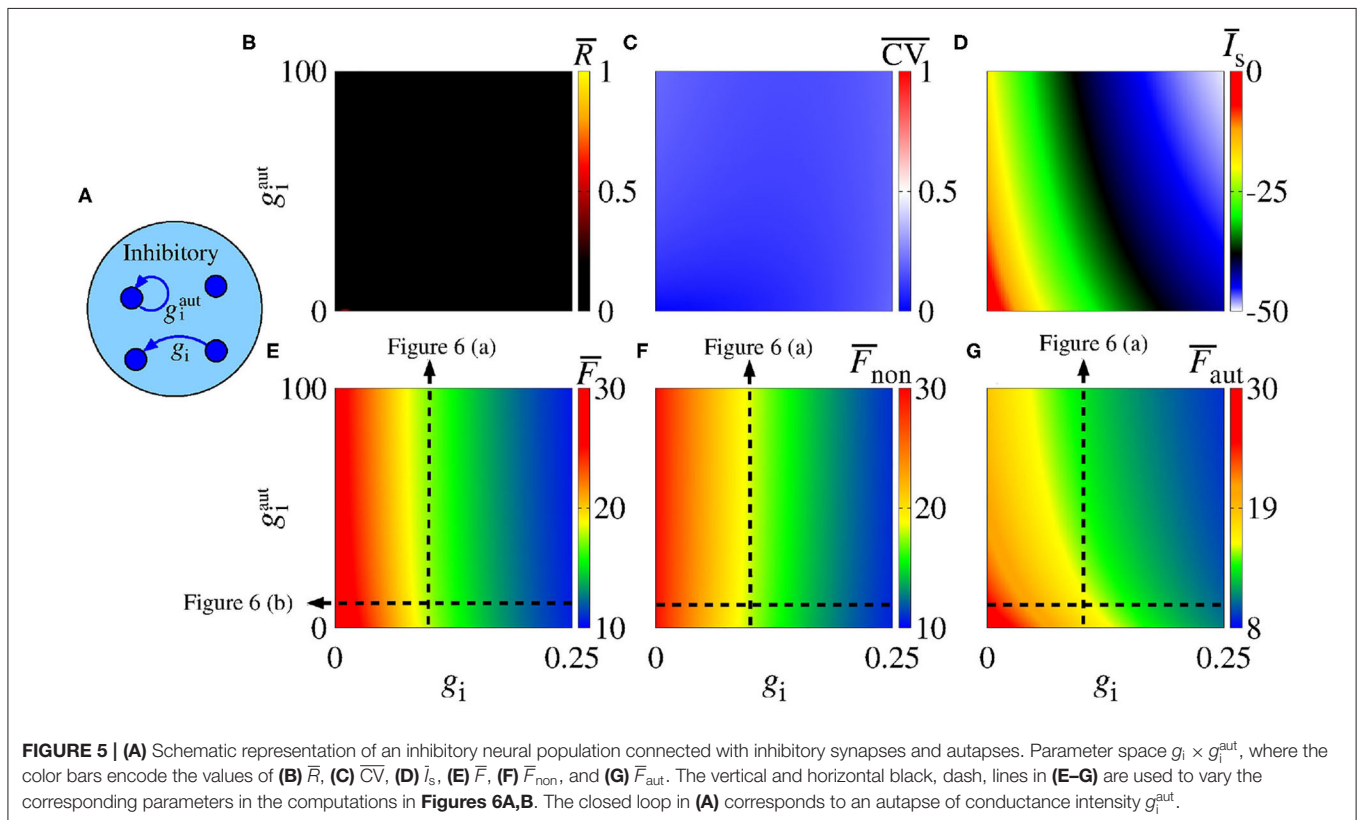 B
R̅
100
g_i^aut
0
1
0.5
0
C
C̅V̅
1
0.5
0
D
I̅_s
0
-25
-50
A
Inhibitory
g_i^aut
g_i
E
Figure 6 (a)
F̅
100
g_i^aut
Figure 6 (b)
0
30
20
10
0
0.25
g_i
F
Figure 6 (a)
F̅_non
30
20
10
0
0.25
g_i
G
Figure 6 (a)
F̅_aut
30
19
8
0
0.25
g_i
FIGURE 5 | (A) Schematic representation of an inhibitory neural population connected with inhibitory synapses and autapses. Parameter space g_i × g_i^aut, where the
color bars encode the values of (B) R̅, (C) C̅V̅, (D) I̅_s, (E) F̅, (F) F̅_non, and (G) F̅_aut. The vertical and horizontal black, dash, lines in (E–G) are used to vary the
corresponding parameters in the computations in Figures 6A,B. The closed loop in (A) corresponds to an autapse of conductance intensity g_i^aut.